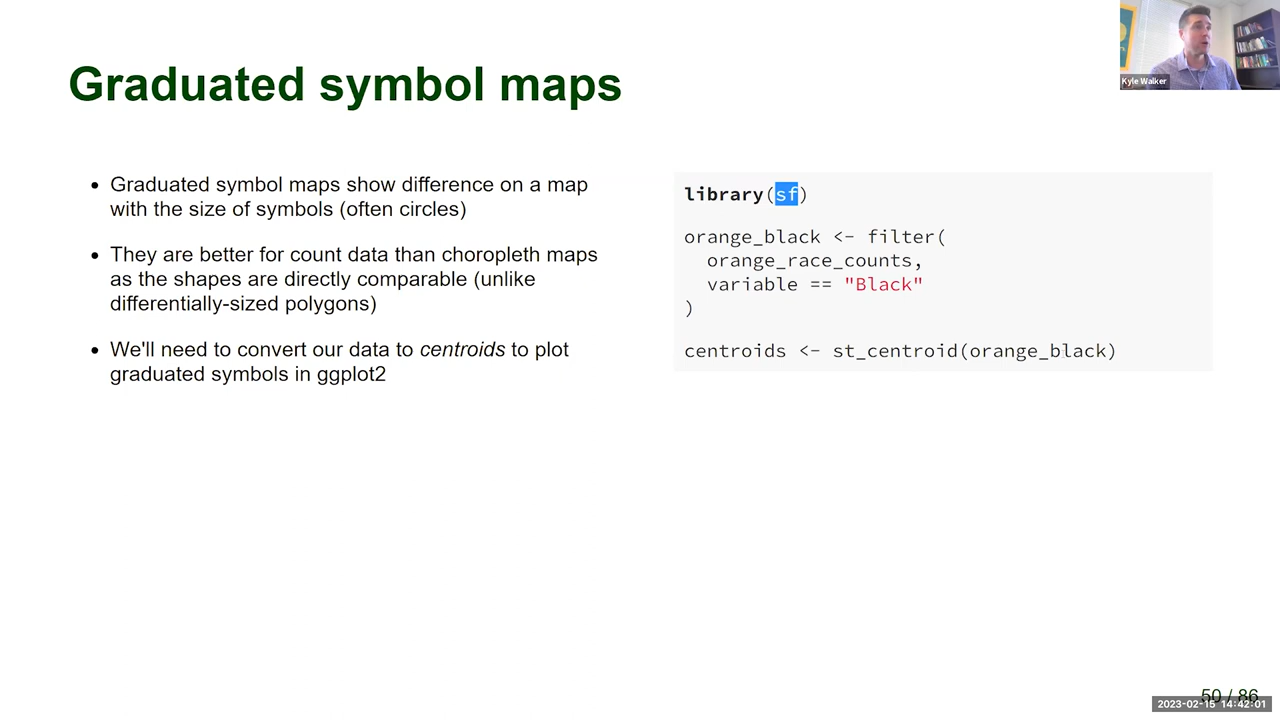 Graduated symbol maps
Kyle Walker
• Graduated symbol maps show difference on a map
with the size of symbols (often circles)
• They are better for count data than choropleth maps
as the shapes are directly comparable (unlike
differentially-sized polygons)
• We'll need to convert our data to centroids to plot
graduated symbols in ggplot2
library(sf)
orange_black <- filter(
  orange_race_counts,
  variable == "Black"
)
centroids <- st_centroid(orange_black)
50 / 86
2023-02-15 14:42:01